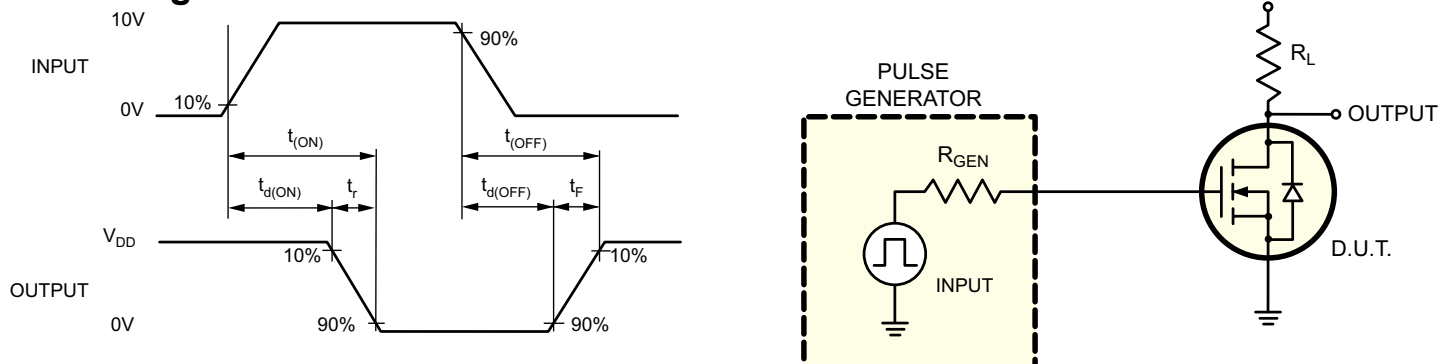 10V
INPUT
0V
10%
90%
t(ON)
t(OFF)
td(ON)
tr
td(OFF)
tF
VDD
10%
10%
OUTPUT
0V
90%
90%
PULSE
GENERATOR
RGEN
INPUT
RL
OUTPUT
D.U.T.